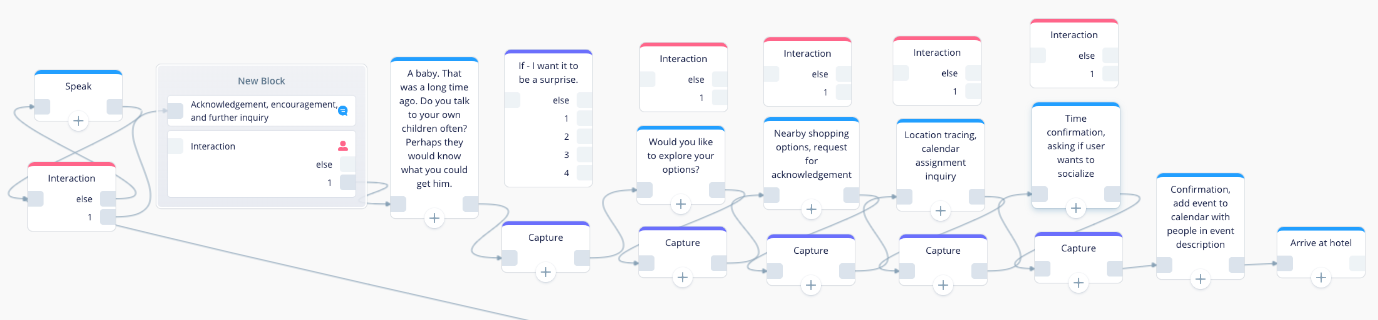 Speak
Interaction
else
1
New Block
Acknowledgement, encouragement,
and further inquiry
Interaction
else
1
A baby. That
was a long time
ago. Do you talk
to your own
children often?
Perhaps they
would know
what you could
get him.
If - I want it to
be a surprise.
else
1
2
3
4
Capture
Interaction
else
1
Would you like
to explore your
options?
Capture
Interaction
else
1
Nearby shopping
options, request
for
acknowledgement
Capture
Interaction
else
1
Location tracing,
calendar
assignment
inquiry
Capture
Interaction
else
1
Time
confirmation,
asking if user
wants to
socialize
Capture
Confirmation,
add event to
calendar with
people in event
description
Arrive at hotel